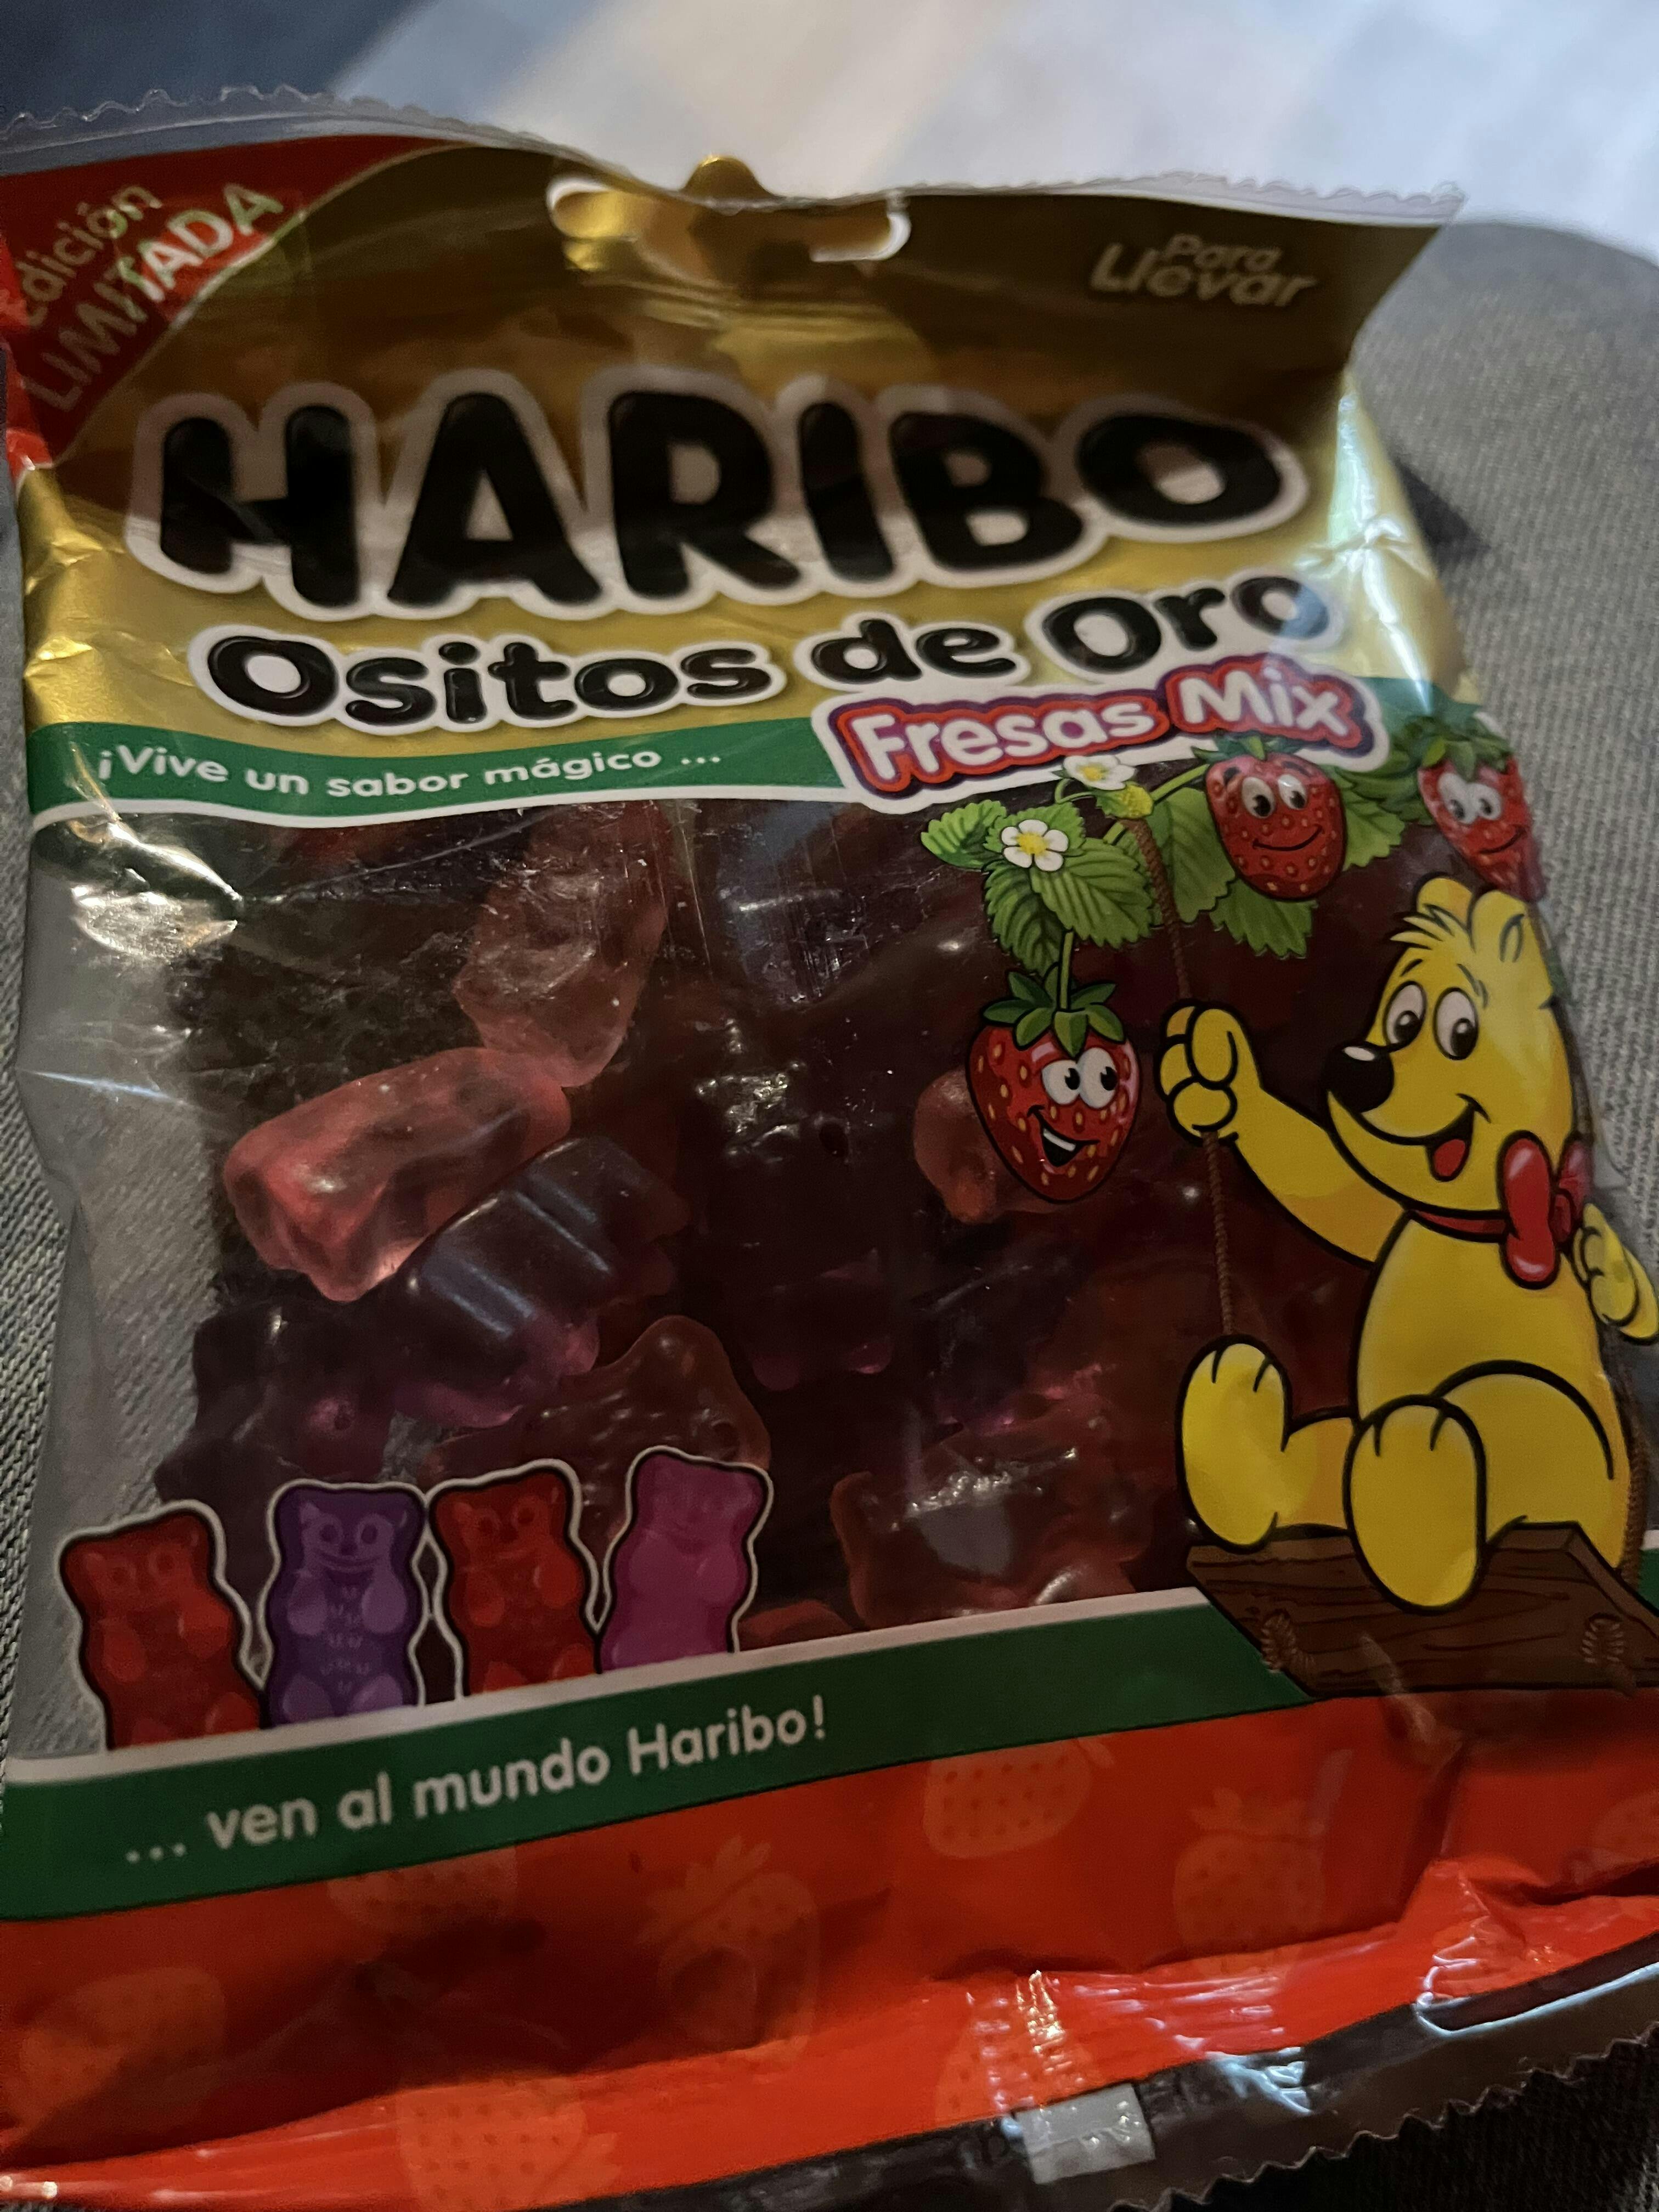 Edición
LIMITADA
Para
Llevar
HARIBO
Ositos de Oro
Fresas Mix
¡Vive un sabor mágico ...
... ven al mundo Haribo!